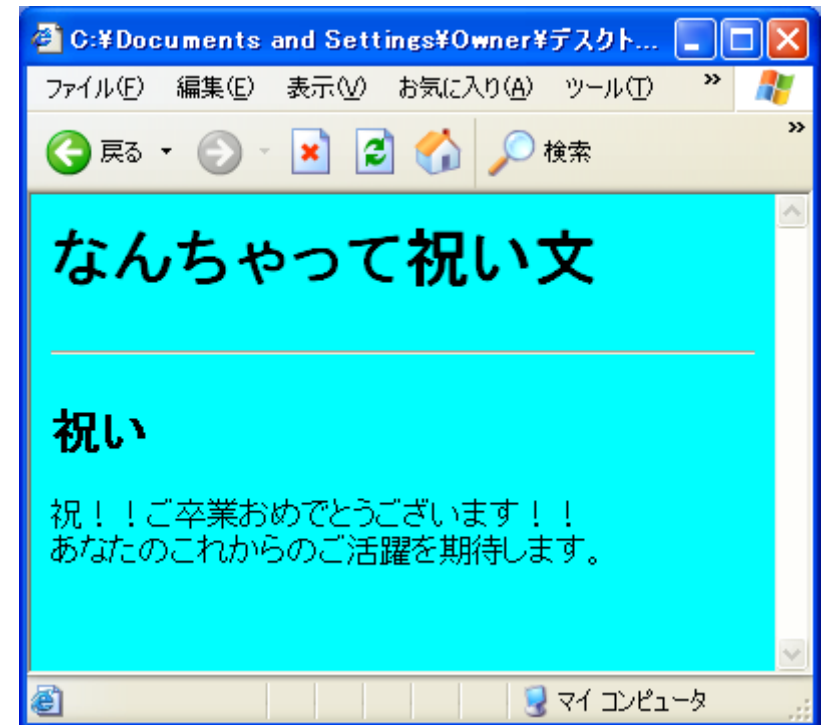 C:¥Documents and Settings¥Owner¥デスクト...
ファイル(F) 編集(E) 表示(V) お気に入り(A) ツール(T) »
戻る 検索 »
なんちゃって祝い文
祝い
祝!!ご卒業おめでとうございます!!
あなたのこれからのご活躍を期待します。
マイ コンピュータ